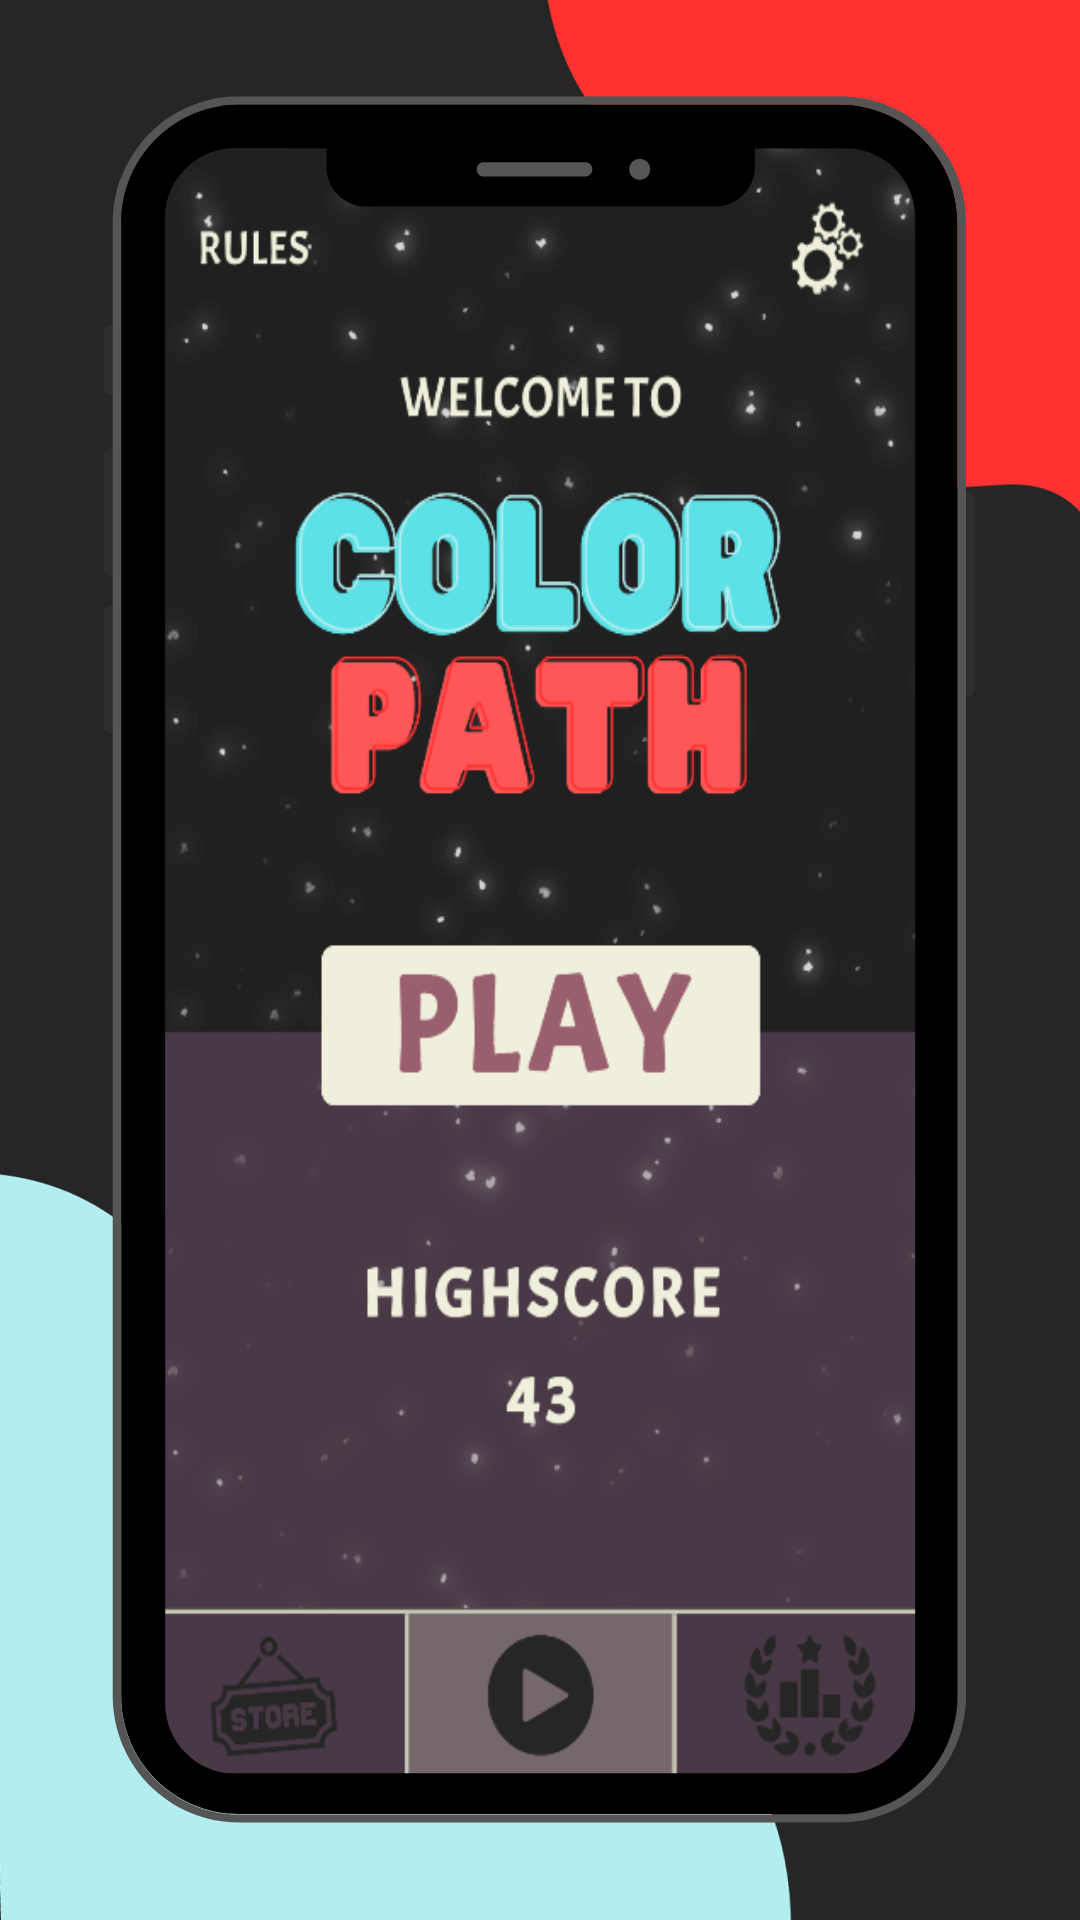 RULES
WELCOME TO
COLOR
PATH
PLAY
HIGHSCORE
43
STORE